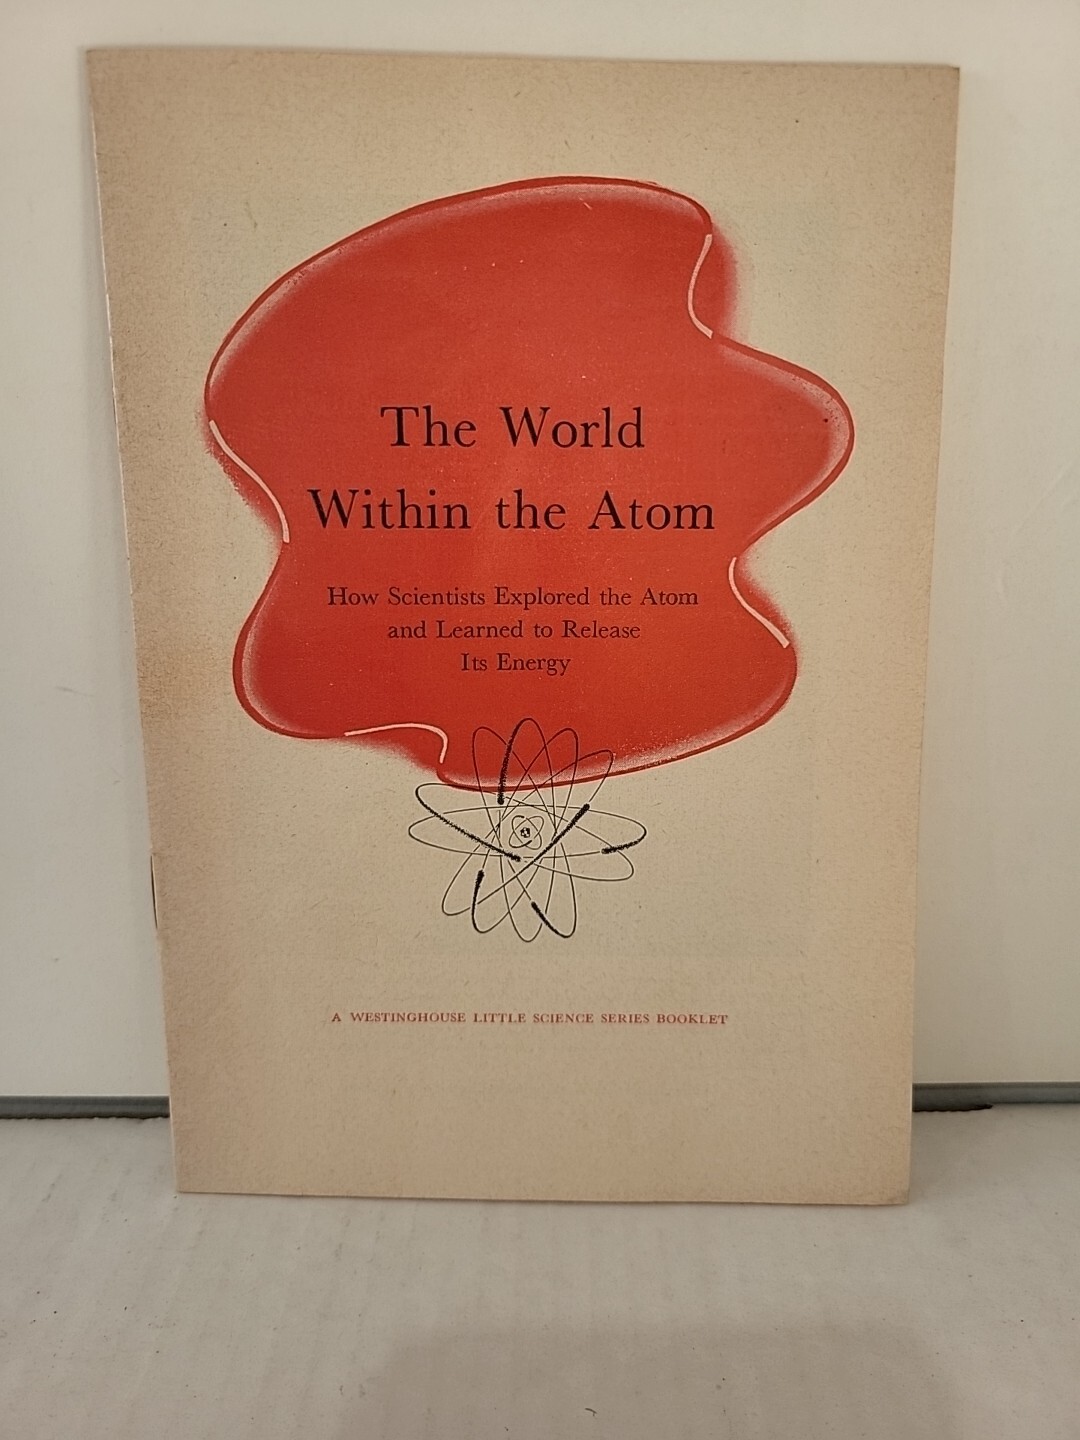 The World
Within the Atom
How Scientists Explored the Atom
and Learned to Release
Its Energy
A WESTINGHOUSE LITTLE SCIENCE SERIES BOOKLET